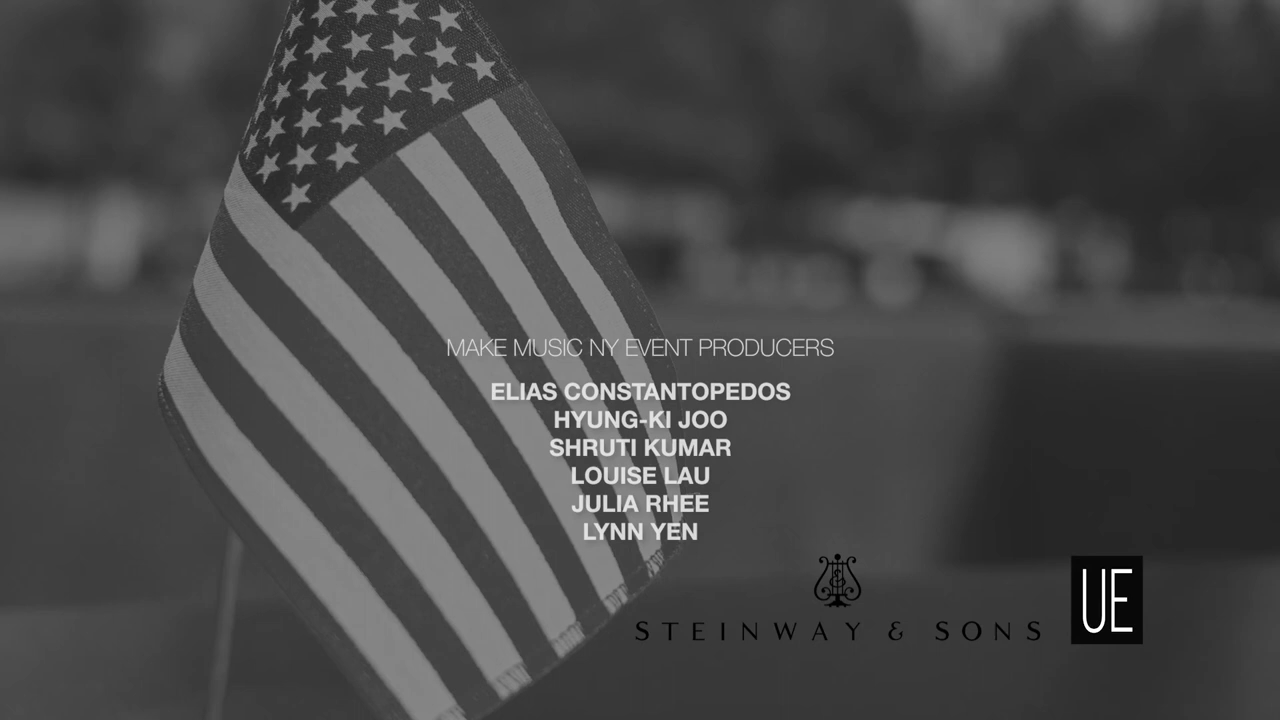 MAKE MUSIC NY EVENT PRODUCERS
ELIAS CONSTANTOPEDOS
HYUNG-KI JOO
SHRUTI KUMAR
LOUISE LAU
JULIA RHEE
LYNN YEN
STEINWAY & SONS
UE